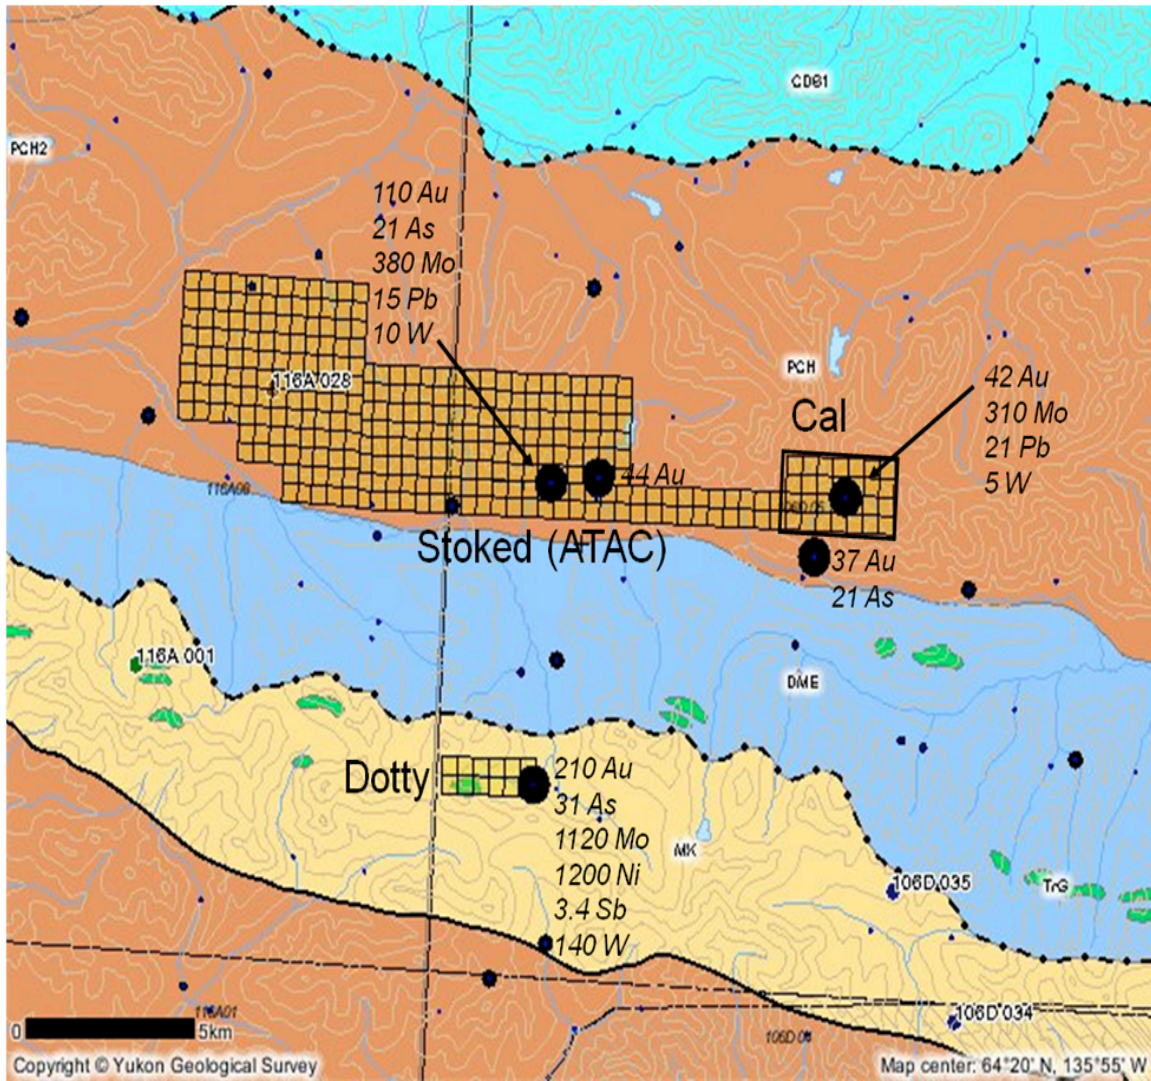 CDB1
PCH2
110 Au
21 As
380 Mo
15 Pb
10 W
PCH
116A 028
42 Au
310 Mo
21 Pb
5 W
Cal
44 Au
116A08
Stoked (ATAC)
37 Au
21 As
116A 001
DME
Dotty
210 Au
31 As
1120 Mo
1200 Ni
3.4 Sb
140 W
MK
106D 035
TrG
106D 034
116A01
0
5km
Copyright © Yukon Geological Survey
Map center: 64°20' N, 135°55' W